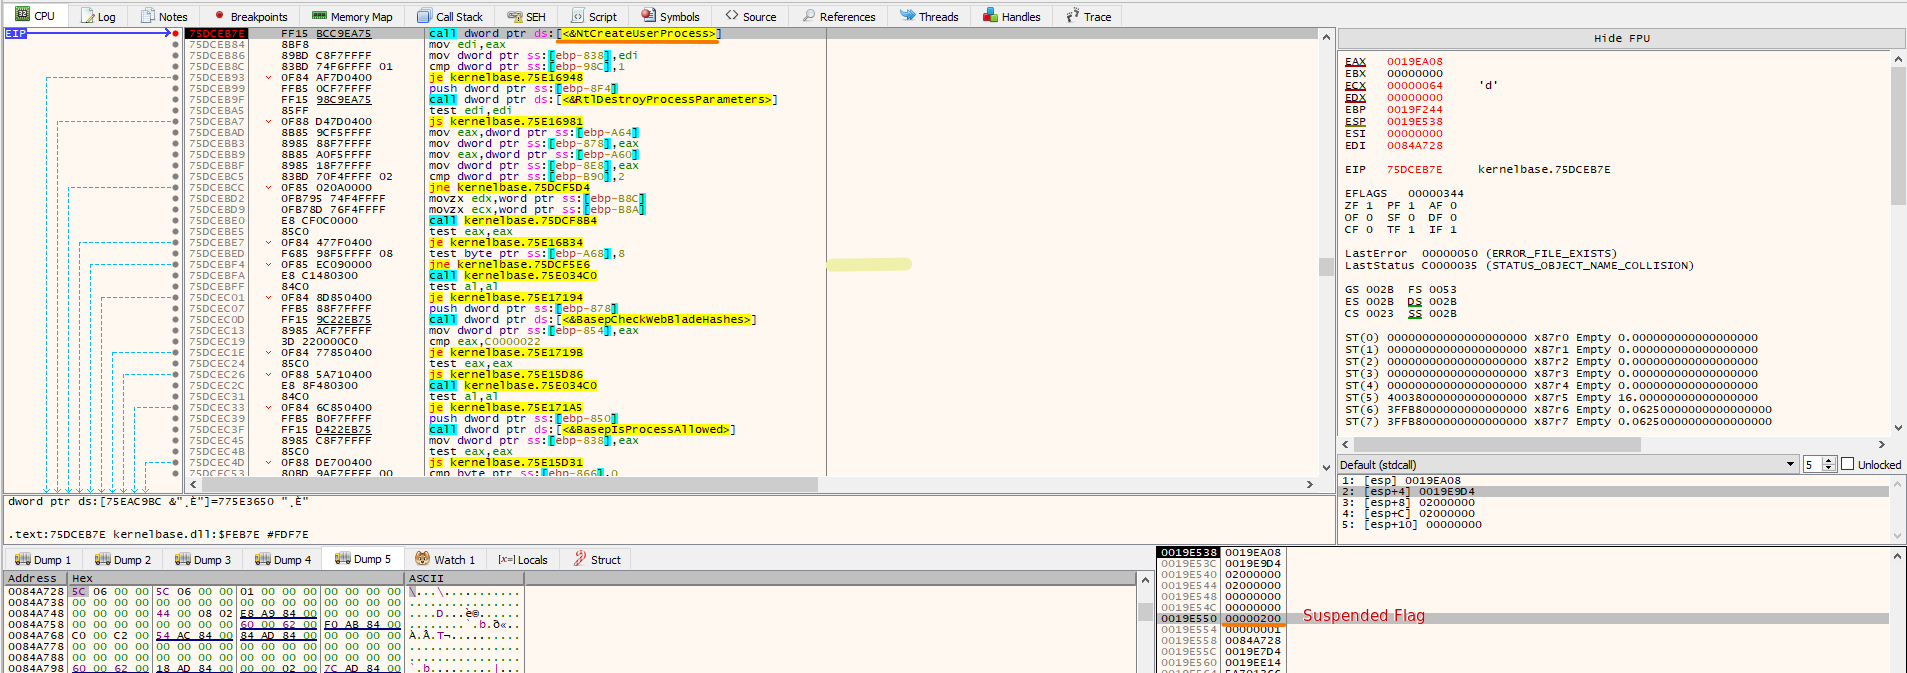 CPU Log Notes Breakpoints Memory Map Call Stack SEH Script Symbols Source References Threads Handles Trace
EIP
75DCEB7E FF15 BCC9EA75 call dword ptr ds:[<&NtCreateUserProcess>]
75DCEB84 8BF8 mov edi,eax
75DCEB86 89BD C8F7FFFF mov dword ptr ss:[ebp-838],edi
75DCEB8C 83BD 74F6FFFF 01 cmp dword ptr ss:[ebp-98C],1
75DCEB93 0F84 AF7D0400 je kernelbase.75E16948
75DCEB99 FFB5 0CF7FFFF push dword ptr ss:[ebp-8F4]
75DCEB9F FF15 98C9EA75 call dword ptr ds:[<&RtlDestroyProcessParameters>]
75DCEBA5 85FF test edi,edi
75DCEBA7 0F88 D47D0400 js kernelbase.75E16981
75DCEBAD 8B85 9CF5FFFF mov eax,dword ptr ss:[ebp-A64]
75DCEBB3 8985 88F7FFFF mov dword ptr ss:[ebp-878],eax
75DCEBB9 8B85 A0F5FFFF mov eax,dword ptr ss:[ebp-A60]
75DCEBBF 8985 18F7FFFF mov dword ptr ss:[ebp-8E8],eax
75DCEBC5 83BD 70F4FFFF 02 cmp dword ptr ss:[ebp-B90],2
75DCEBCC 0F85 020A0000 jne kernelbase.75DCF5D4
75DCEBD2 0FB795 74F4FFFF movzx edx,word ptr ss:[ebp-B8C]
75DCEBD9 0FB78D 76F4FFFF movzx ecx,word ptr ss:[ebp-B8A]
75DCEBE0 E8 CF0C0000 call kernelbase.75DCF8B4
75DCEBE5 85C0 test eax,eax
75DCEBE7 0F84 477F0400 je kernelbase.75E16B34
75DCEBED F685 98F5FFFF 08 test byte ptr ss:[ebp-A68],8
75DCEBF4 0F85 EC090000 jne kernelbase.75DCF5E6
75DCEBFA E8 C1480300 call kernelbase.75E034C0
75DCEBFF 84C0 test al,al
75DCEC01 0F84 8D850400 je kernelbase.75E17194
75DCEC07 FFB5 88F7FFFF push dword ptr ss:[ebp-878]
75DCEC0D FF15 9C22EB75 call dword ptr ds:[<&BasepCheckWebBladeHashes>]
75DCEC13 8985 ACF7FFFF mov dword ptr ss:[ebp-854],eax
75DCEC19 3D 220000C0 cmp eax,C0000022
75DCEC1E 0F84 77850400 je kernelbase.75E1719B
75DCEC24 85C0 test eax,eax
75DCEC26 0F88 5A710400 js kernelbase.75E15D86
75DCEC2C E8 8F480300 call kernelbase.75E034C0
75DCEC31 84C0 test al,al
75DCEC33 0F84 6C850400 je kernelbase.75E171A5
75DCEC39 FFB5 B0F7FFFF push dword ptr ss:[ebp-850]
75DCEC3F FF15 D422EB75 call dword ptr ds:[<&BasepIsProcessAllowed>]
75DCEC45 8985 C8F7FFFF mov dword ptr ss:[ebp-838],eax
75DCEC4B 85C0 test eax,eax
75DCEC4D 0F88 DE700400 js kernelbase.75E15D31
75DCEC53 80BD 9AF7FFFF 00 cmp byte ptr ss:[ebp-866],0
dword ptr ds:[75EAC9BC &"¸È"]=775E3650 "¸È"
.text:75DCEB7E kernelbase.dll:$FEB7E #FDF7E
Hide FPU
EAX 0019EA08
EBX 00000000
ECX 00000064 'd'
EDX 00000000
EBP 0019F244
ESP 0019E538
ESI 00000000
EDI 0084A728
EIP 75DCEB7E kernelbase.75DCEB7E
EFLAGS 00000344
ZF 1 PF 1 AF 0
OF 0 SF 0 DF 0
CF 0 TF 1 IF 1
LastError 00000050 (ERROR_FILE_EXISTS)
LastStatus C0000035 (STATUS_OBJECT_NAME_COLLISION)
GS 002B FS 0053
ES 002B DS 002B
CS 0023 SS 002B
ST(0) 00000000000000000000 x87r0 Empty 0.000000000000000000
ST(1) 00000000000000000000 x87r1 Empty 0.000000000000000000
ST(2) 00000000000000000000 x87r2 Empty 0.000000000000000000
ST(3) 00000000000000000000 x87r3 Empty 0.000000000000000000
ST(4) 00000000000000000000 x87r4 Empty 0.000000000000000000
ST(5) 40038000000000000000 x87r5 Empty 16.00000000000000000
ST(6) 3FFB8000000000000000 x87r6 Empty 0.06250000000000000000
ST(7) 3FFB8000000000000000 x87r7 Empty 0.06250000000000000000
Default (stdcall) 5 Unlocked
1: [esp] 0019EA08
2: [esp+4] 0019E9D4
3: [esp+8] 02000000
4: [esp+C] 02000000
5: [esp+10] 00000000
Dump 1 Dump 2 Dump 3 Dump 4 Dump 5 Watch 1 [x=] Locals Struct
Address Hex ASCII
0084A728 5C 06 00 00 5C 06 00 00 01 00 00 00 00 00 00 00 \...\...........
0084A738 00 00 00 00 00 00 00 00 00 00 00 00 00 00 00 00 ................
0084A748 00 00 00 00 44 00 08 02 E8 A9 84 00 00 00 00 00 ....D...è©......
0084A758 00 00 00 00 00 00 00 00 60 00 62 00 F0 AB 84 00 ........`.b.ð«..
0084A768 C0 00 C2 00 54 AC 84 00 84 AD 84 00 00 00 00 00 À.Â.T¬..
0084A778 00 00 00 00 00 00 00 00 00 00 00 00 00 00 00 00 ................
0084A788 00 00 00 00 00 00 00 00 00 00 00 00 00 00 00 00 ................
0084A798 60 00 62 00 18 AD 84 00 00 00 02 00 7C AD 84 00 `.b.........|...
0019E538 0019EA08
0019E53C 0019E9D4
0019E540 02000000
0019E544 02000000
0019E548 00000000
0019E54C 00000000
0019E550 00000200 Suspended Flag
0019E554 00000001
0019E558 0084A728
0019E55C 0019E7D4
0019E560 0019EE14